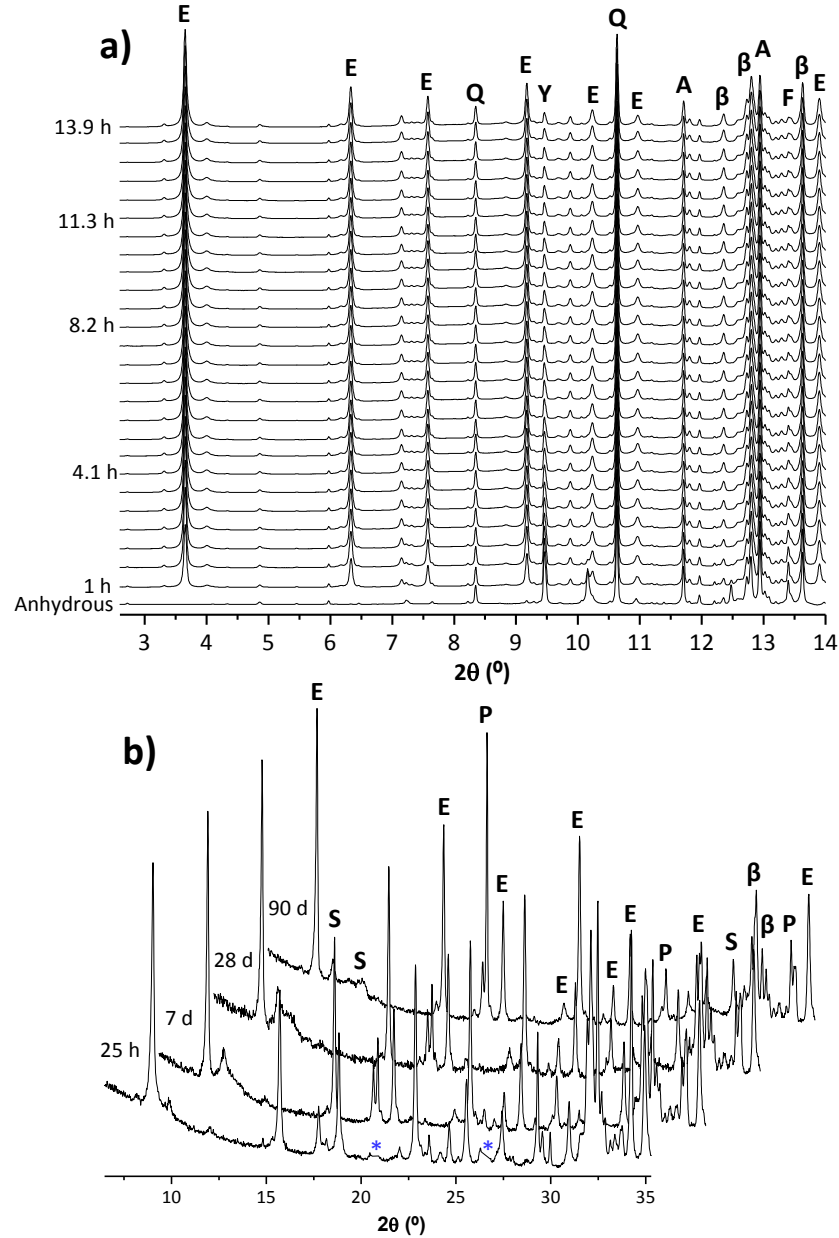 a)
E E E Q E Y E Q E A β β A F β E
13.9 h
11.3 h
8.2 h
4.1 h
1 h
Anhydrous
3 4 5 6 7 8 9 10 11 12 13 14
2θ (⁰)
b)
E P E E E E E β β P E
S S E E P S
90 d
28 d
7 d
25 h
* *
10 15 20 25 30 35
2θ (⁰)